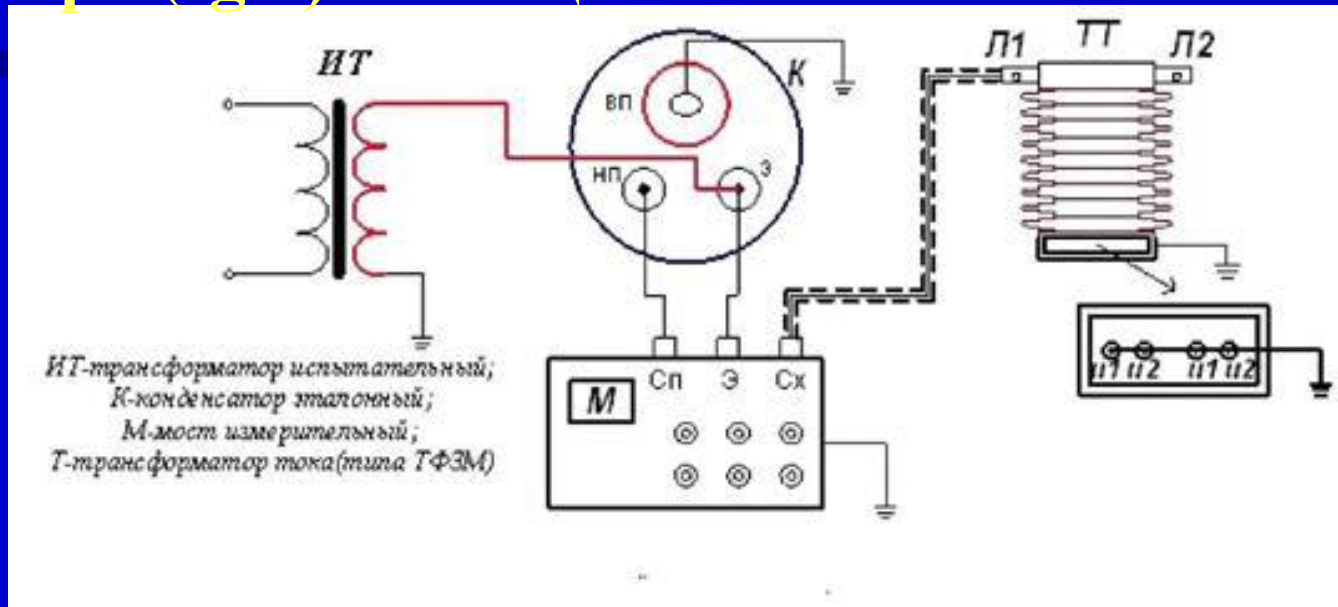 ИТ
К
ВП
НП
Э
Л1 ТТ Л2
Сп Э Сх
М
и1 и2 и1 и2
ИТ-трансформатор испытательный;
К-конденсатор эталонный;
М-мост измерительный;
Т-трансформатор тока(типа ТФЗМ)